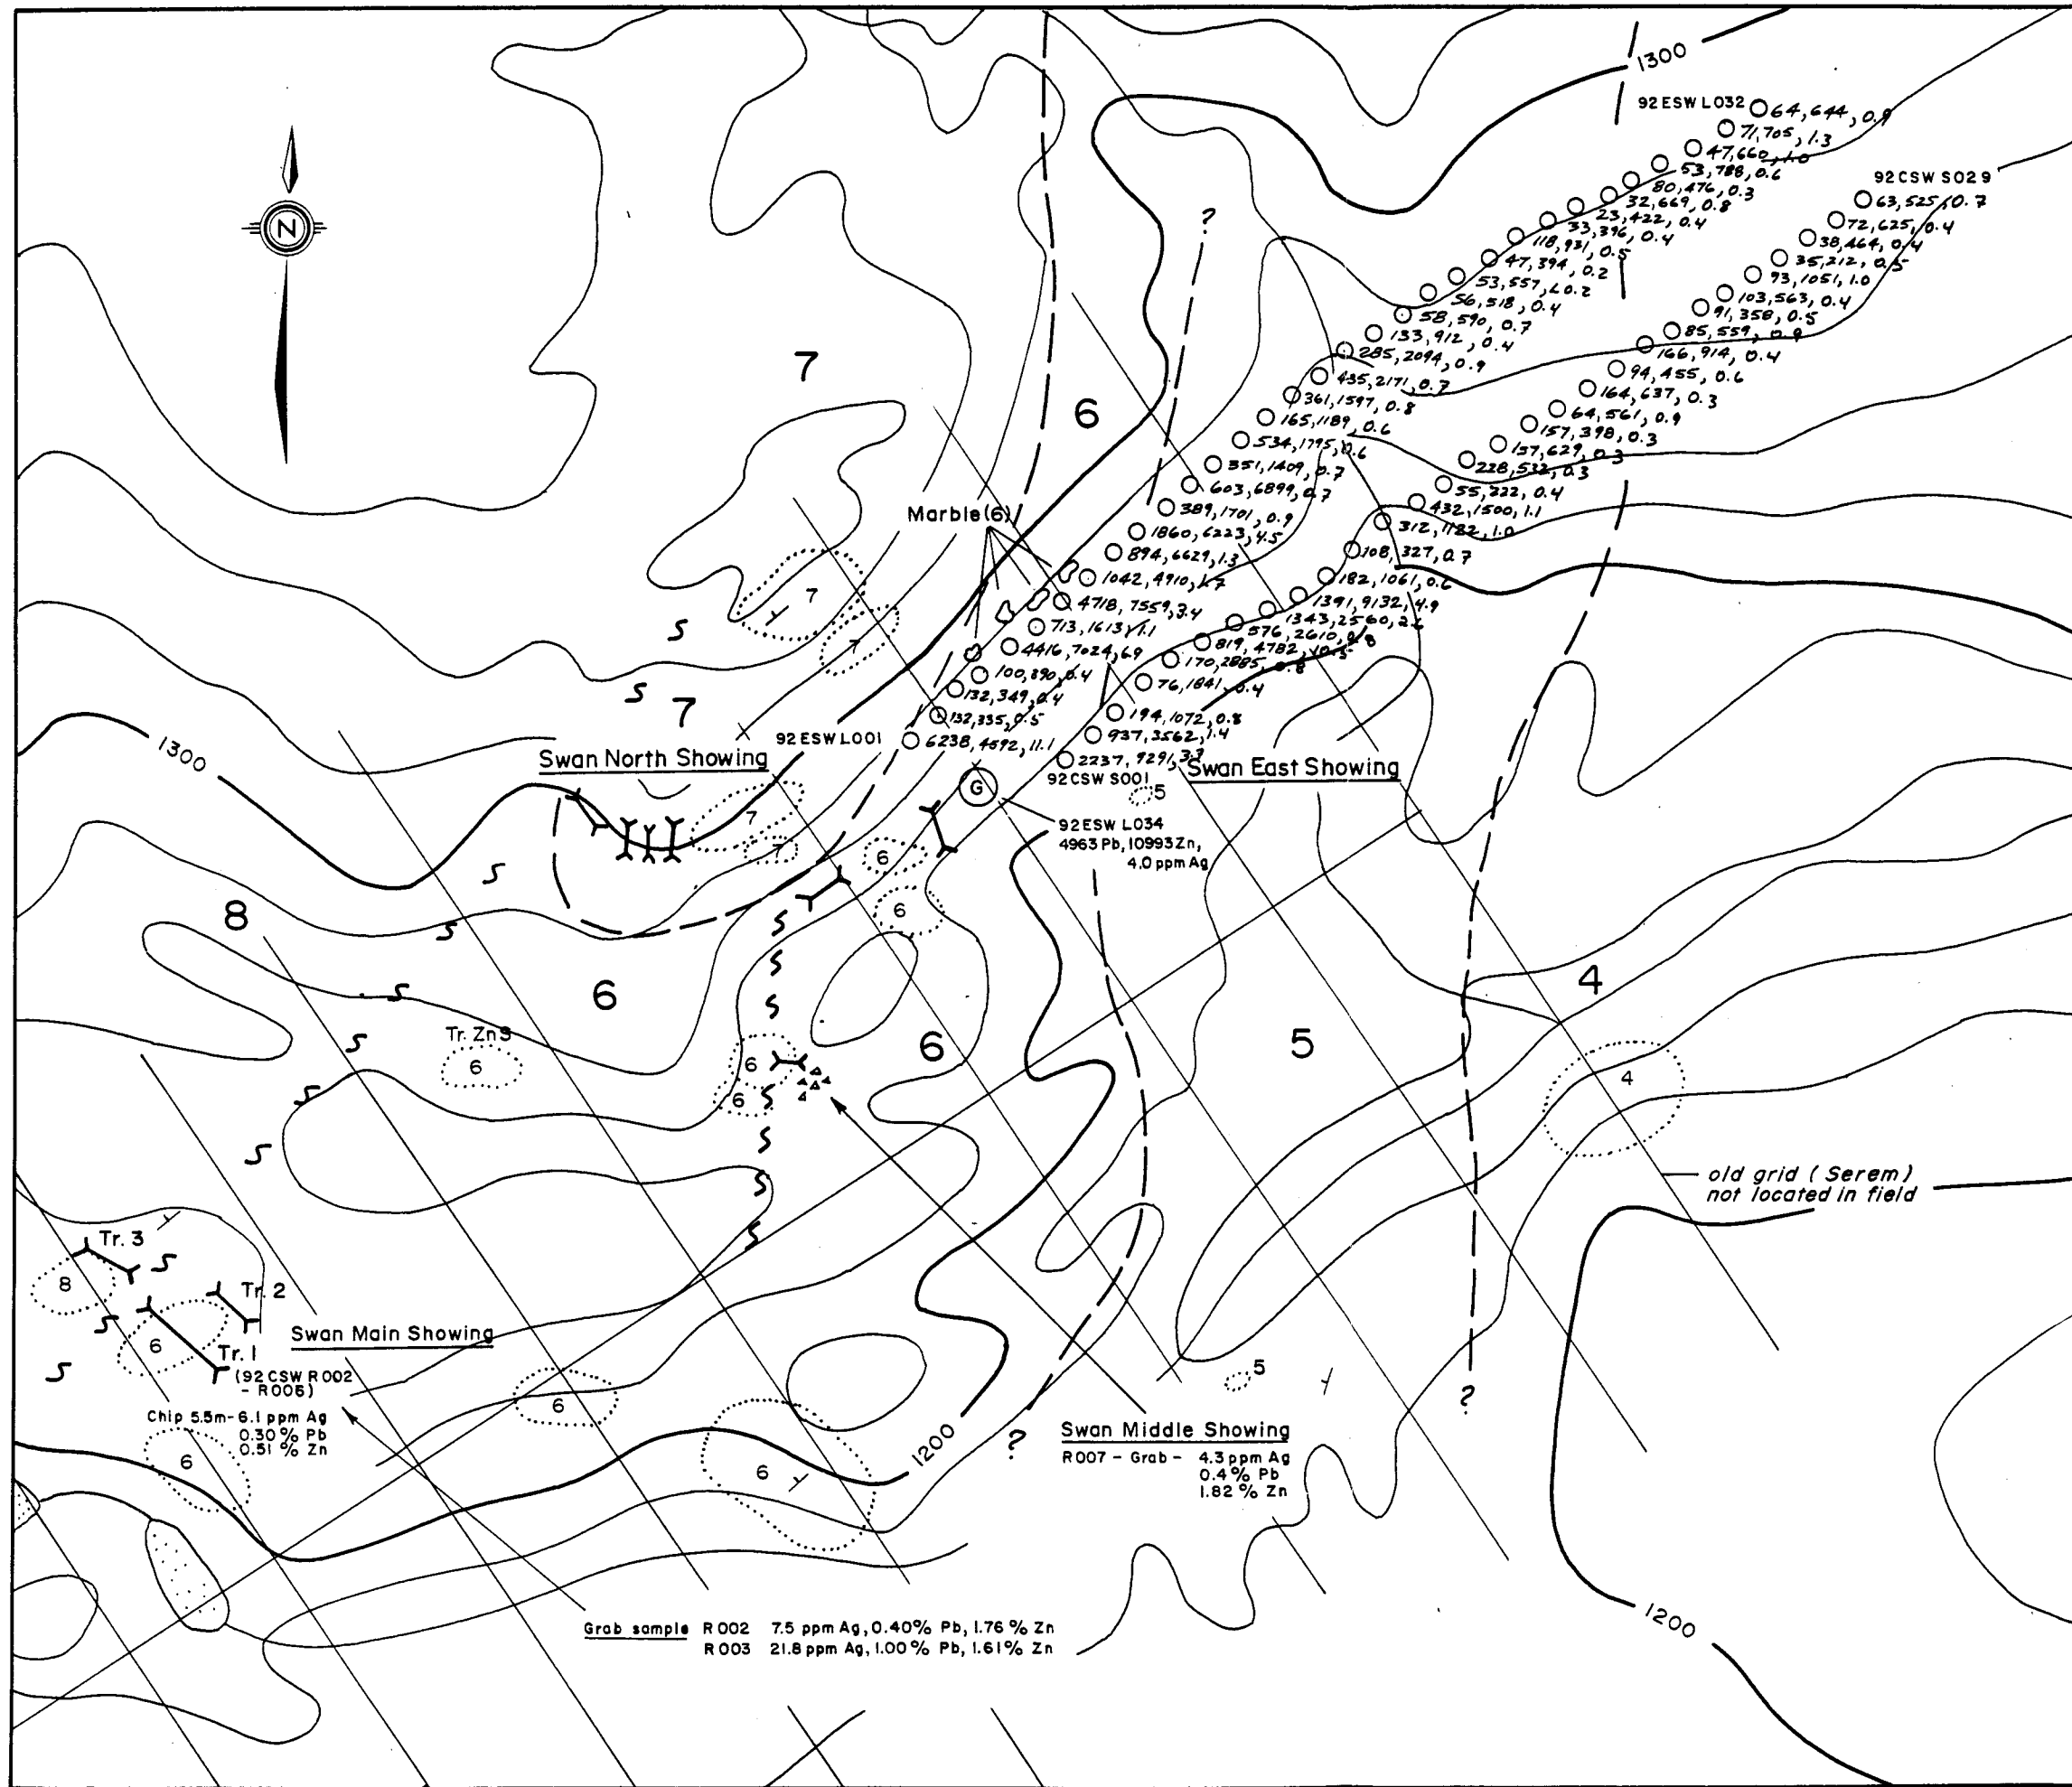 1300
92ESW L032
64, 644, 0.9
71, 705, 1.3
47, 660, 1.0
53, 788, 0.6
80, 476, 0.3
32, 669, 0.8
23, 422, 0.4
33, 396, 0.4
118, 931, 0.5
47, 394, 0.2
53, 557, <0.2
56, 518, 0.4
58, 590, 0.7
133, 912, 0.4
285, 2094, 0.9
435, 2171, 0.7
361, 1597, 0.8
165, 1189, 0.6
534, 1795, 0.6
351, 1409, 0.7
603, 6899, 0.7
389, 1701, 0.9
1860, 6223, 4.5
894, 6629, 1.3
1042, 4910, 1.7
4718, 7559, 3.4
713, 1613, 1.1
4416, 7024, 6.9
100, 890, 0.4
132, 349, 0.4
132, 335, 0.5
6238, 4592, 11.1
92ESW L001
92CSW S029
63, 525, 0.7
72, 625, 0.4
38, 464, 0.4
35, 212, 0.5
93, 1051, 1.0
103, 563, 0.4
91, 358, 0.5
85, 559, 0.9
166, 914, 0.4
94, 455, 0.6
164, 637, 0.3
64, 561, 0.9
157, 398, 0.3
157, 629, 0.3
228, 532, 0.3
55, 222, 0.4
432, 1500, 1.1
312, 1182, 1.0
108, 327, 0.7
182, 1061, 0.6
1391, 9132, 4.9
1343, 2560, 2.6
576, 2610, 0.8
819, 4782,
170, 2885, 0.8
76, 1841, 0.4
194, 1072, 0.8
937, 3562, 1.4
2237, 9291,
92CSW S001
N
?
7
6
Marble(6)
7
7
S
S
7
1300
Swan North Showing
Swan East Showing
G
5
7
7
92ESW L034
4963 Pb, 10993Zn,
4.0 ppm Ag
6
S
8
S
6
S
S
6
S
S
4
Tr. ZnS
6
S
6
6
5
4
6
S
S
S
S
old grid (Serem)
not located in field
S
S
Tr. 3
S
8
Tr. 2
S
6
Swan Main Showing
Tr. 1
(92CSW R002
- R006)
S
5
?
6
Chip 5.5m-6.1 ppm Ag
0.30% Pb
0.51 % Zn
6
6
1200
?
Swan Middle Showing
R007 - Grab - 4.3 ppm Ag
0.4% Pb
1.82 % Zn
Grab sample R002 7.5 ppm Ag, 0.40% Pb, 1.76% Zn
R003 21.8 ppm Ag, 1.00% Pb, 1.61% Zn
1200